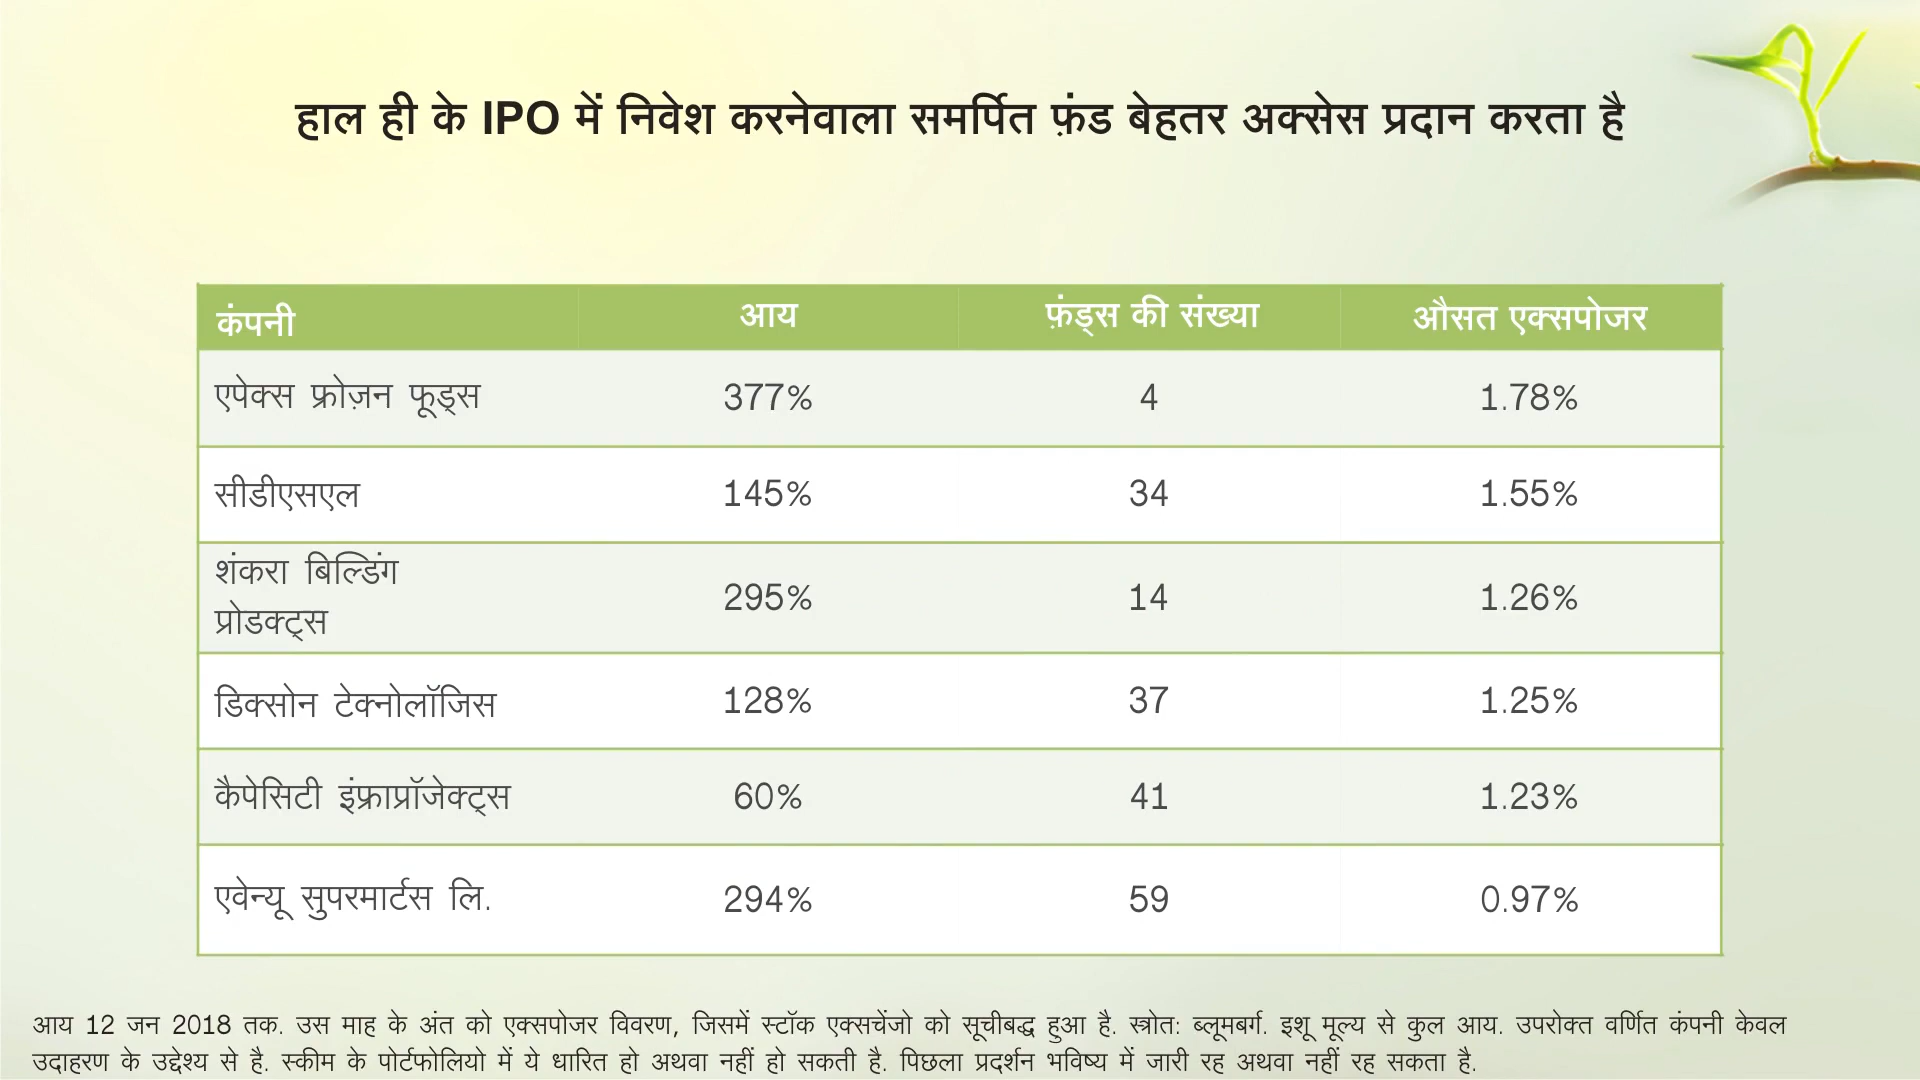 हाल ही के IPO में निवेश करनेवाला समर्पित फ़ंड बेहतर अक्सेस प्रदान करता है
कंपनी आय फ़ंड्स की संख्या औसत एक्सपोजर
एपेक्स फ्रोज़न फूड्स 377% 4 1.78%
सीडीएसएल 145% 34 1.55%
शंकरा बिल्डिंग
प्रोडक्ट्स 295% 14 1.26%
डिक्सोन टेक्नोलॉजिस 128% 37 1.25%
कैपेसिटी इंफ्राप्रॉजेक्ट्स 60% 41 1.23%
एवेन्यू सुपरमार्टस लि. 294% 59 0.97%
आय 12 जन 2018 तक. उस माह के अंत को एक्सपोजर विवरण, जिसमें स्टॉक एक्सचेंजो को सूचीबद्ध हुआ है. स्त्रोत: ब्लूमबर्ग. इशू मूल्य से कुल आय. उपरोक्त वर्णित कंपनी केवल
उदाहरण के उद्देश्य से है. स्कीम के पोर्टफोलियो में ये धारित हो अथवा नहीं हो सकती है. पिछला प्रदर्शन भविष्य में जारी रह अथवा नहीं रह सकता है.